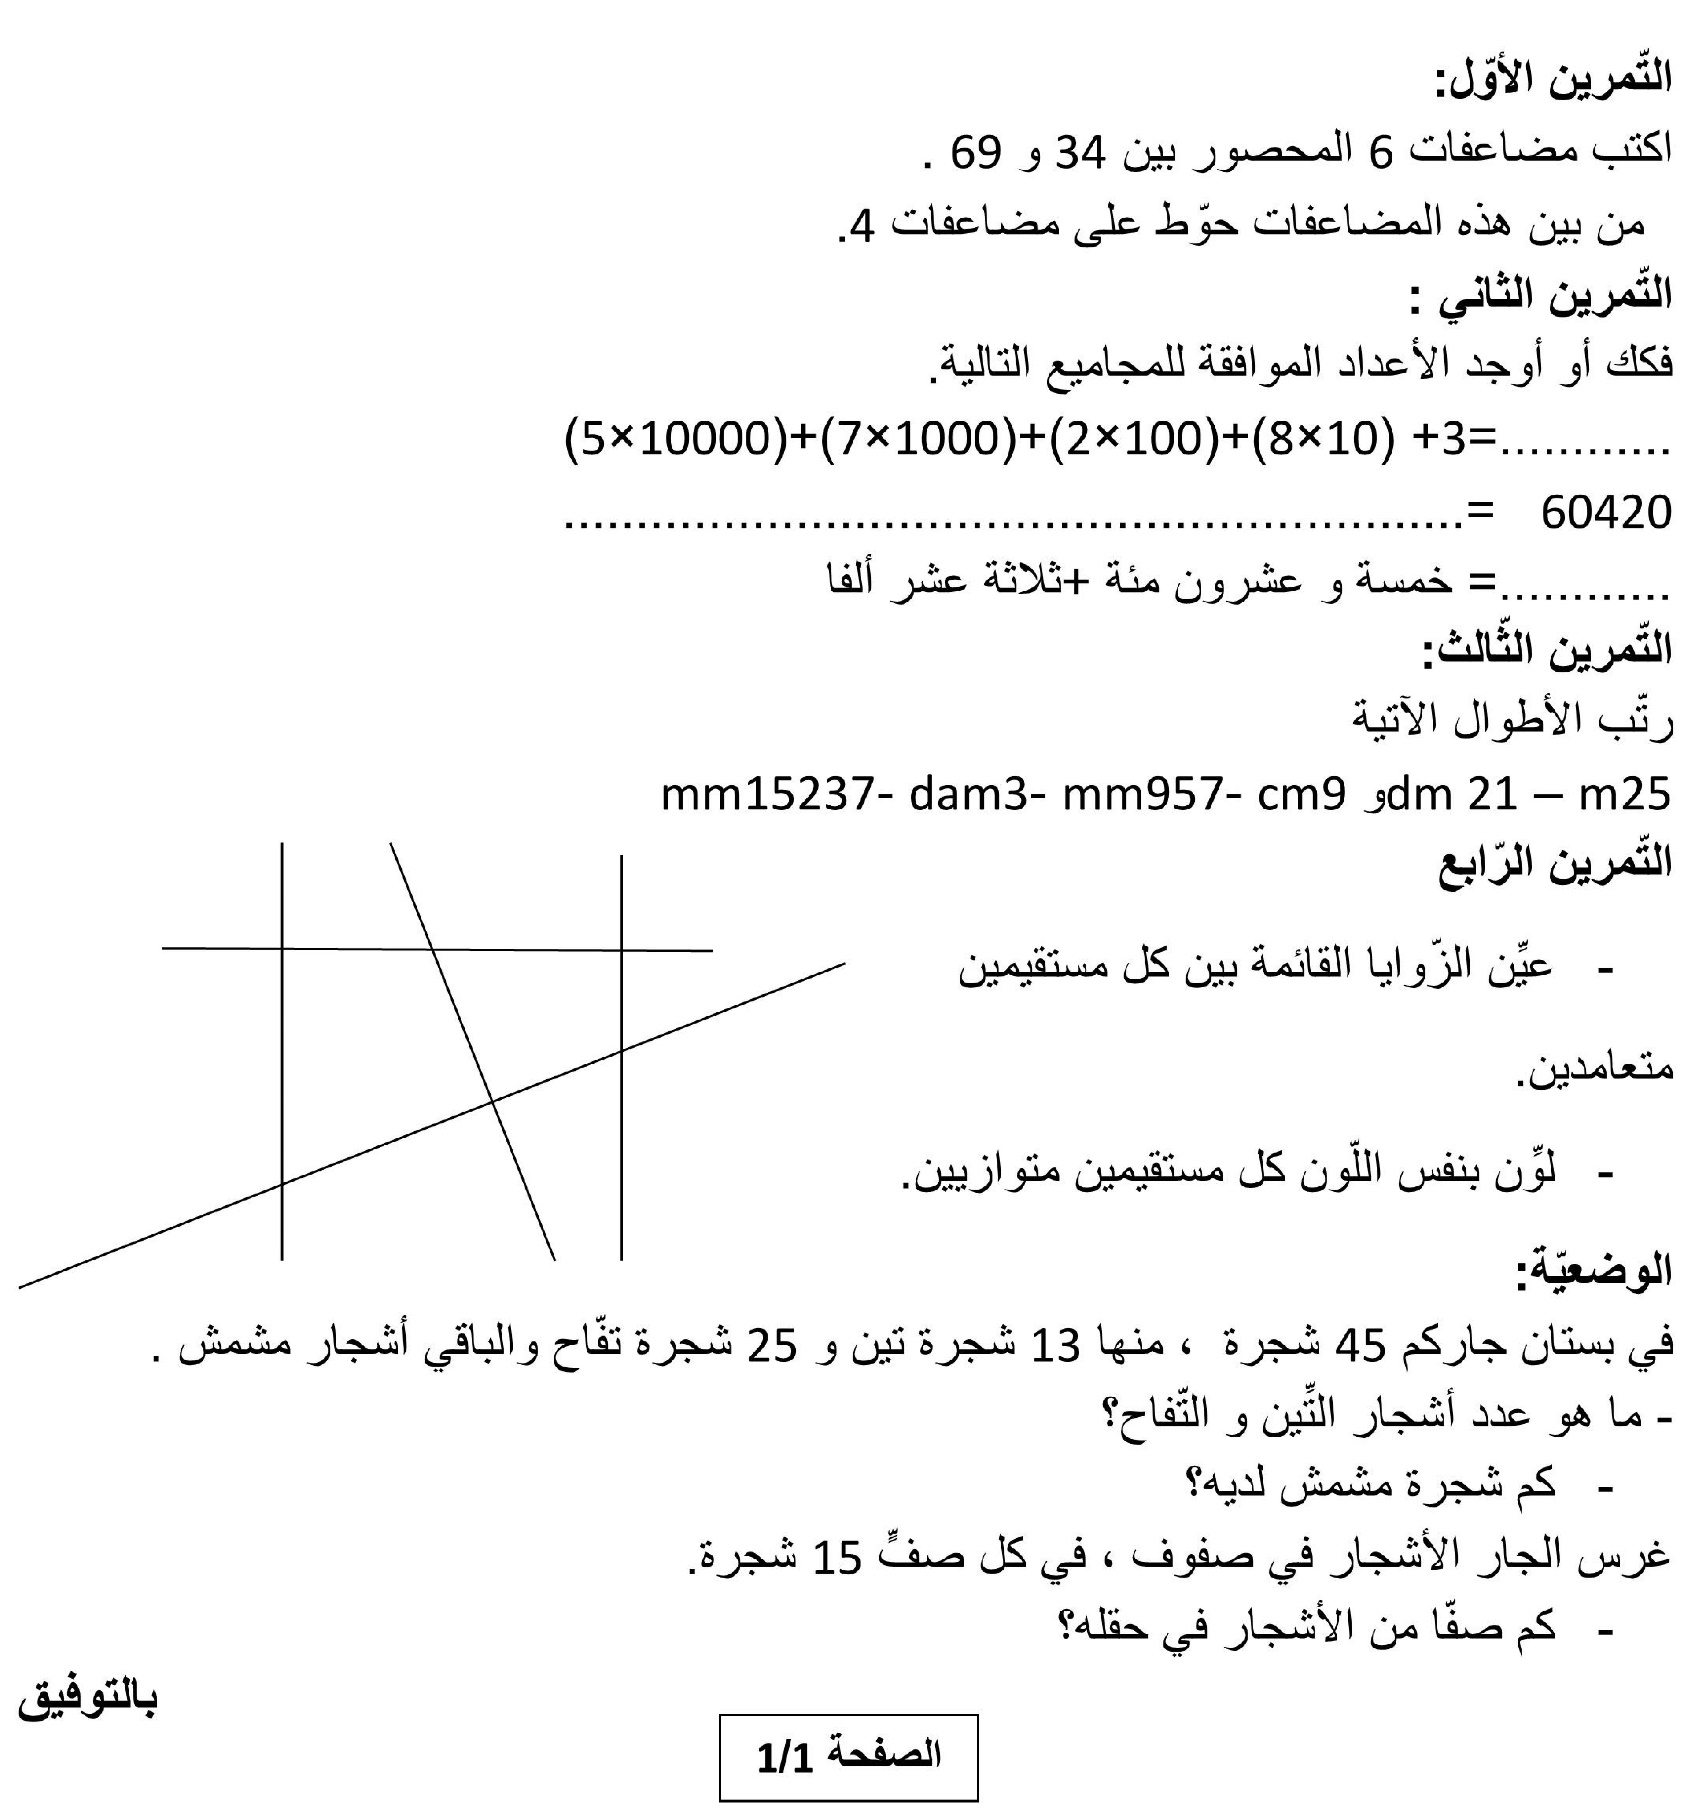 التّمرين الأوّل:
اكتب مضاعفات 6 المحصور بين 34 و 69 .
من بين هذه المضاعفات حوّط على مضاعفات 4.
التّمرين الثاني :
فكك أو أوجد الأعداد الموافقة للمجاميع التالية.
(5×10000)+(7×1000)+(2×100)+(8×10) +3=............
60420 =..............................................................
............= خمسة و عشرون مئة +ثلاثة عشر ألفا
التّمرين الثّالث:
رتّب الأطوال الآتية
mm15237- dam3- mm957- cm9 وdm 21 – m25
التّمرين الرّابع
- عيِّن الزّوايا القائمة بين كل مستقيمين
متعامدين.
- لوِّن بنفس اللّون كل مستقيمين متوازيين.
الوضعيّة:
في بستان جاركم 45 شجرة ، منها 13 شجرة تين و 25 شجرة تفّاح والباقي أشجار مشمش .
- ما هو عدد أشجار التِّين و التّفاح؟
- كم شجرة مشمش لديه؟
غرس الجار الأشجار في صفوف ، في كل صفٍّ 15 شجرة.
- كم صفّا من الأشجار في حقله؟
بالتوفيق
الصفحة 1/1